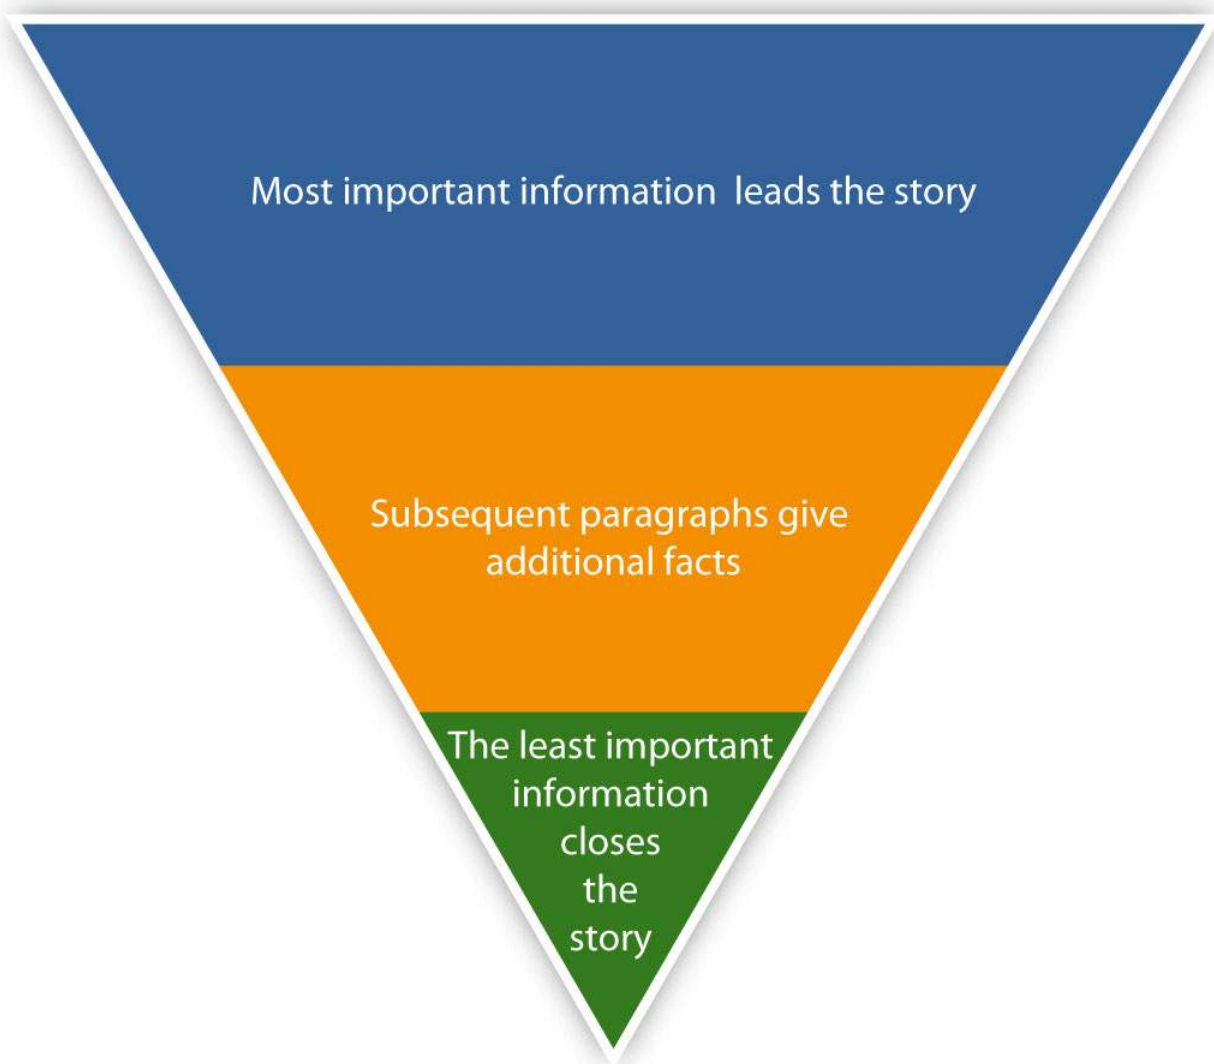 Most important information  leads the story
Subsequent paragraphs give
additional facts
The least important
information
closes
the
story